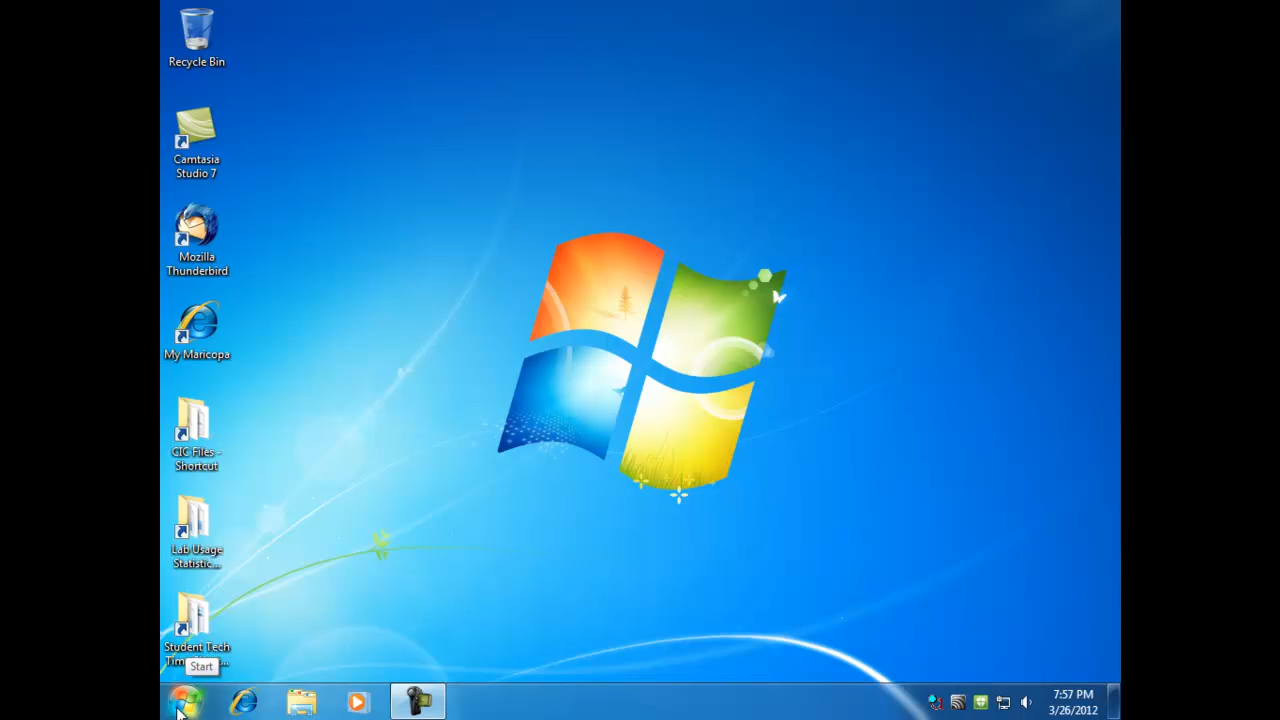 Recycle Bin
Camtasia
Studio 7
Mozilla
Thunderbird
My Maricopa
CIC Files -
Shortcut
Lab Usage
Statistic...
Student Tech
Start
7:57 PM
3/26/2012